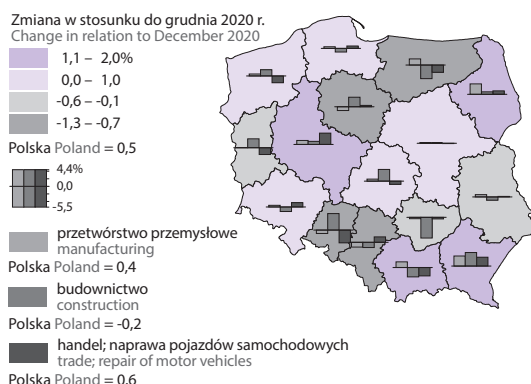 Zmiana w stosunku do grudnia 2020 r.
Change in relation to December 2020
1,1 – 2,0%
0,0 – 1,0
-0,6 – -0,1
-1,3 – -0,7
Polska Poland = 0,5
4,4%
0,0
-5,5
przetwórstwo przemysłowe
manufacturing
Polska Poland = 0,4
budownictwo
construction
Polska Poland = -0,2
handel; naprawa pojazdów samochodowych
trade; repair of motor vehicles
Polska Poland = 0,6